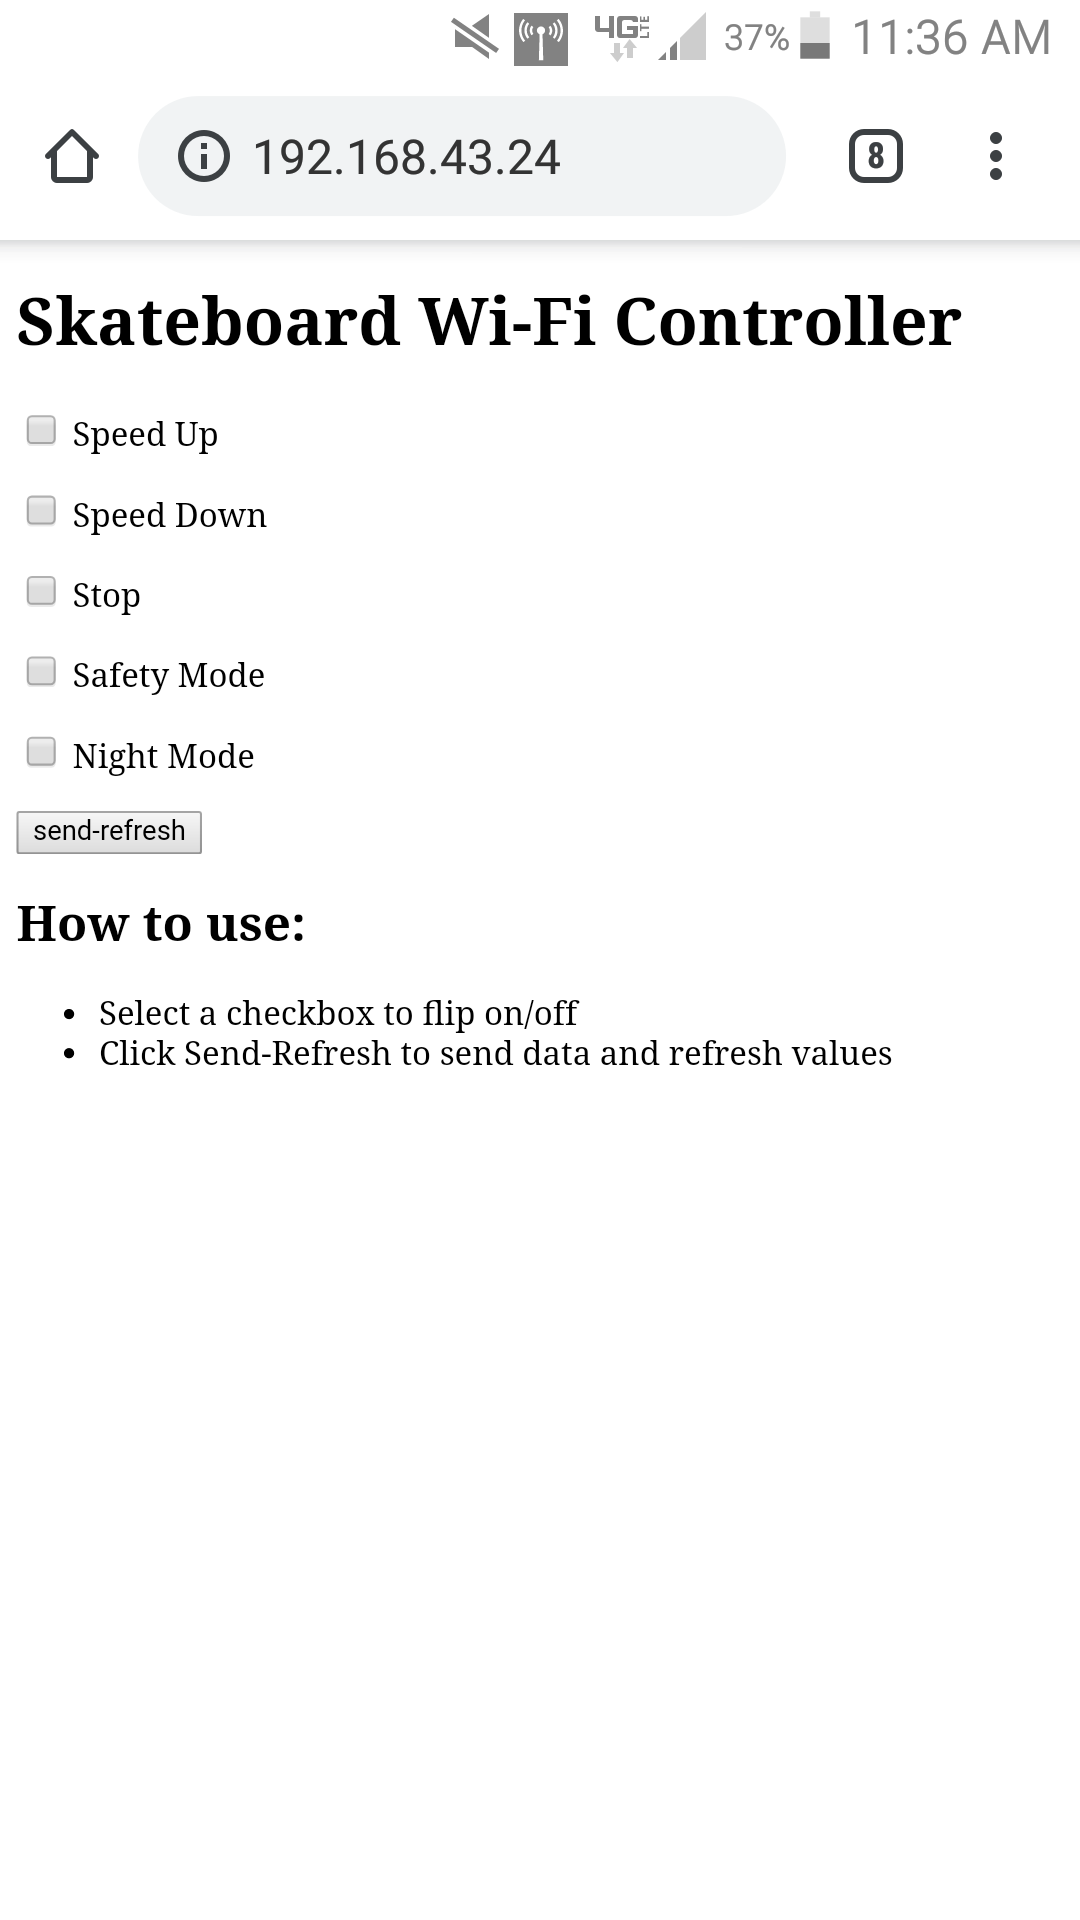 4G LTE 37% 11:36 AM
192.168.43.24 8
Skateboard Wi-Fi Controller
Speed Up
Speed Down
Stop
Safety Mode
Night Mode
send-refresh
How to use:
• Select a checkbox to flip on/off
• Click Send-Refresh to send data and refresh values